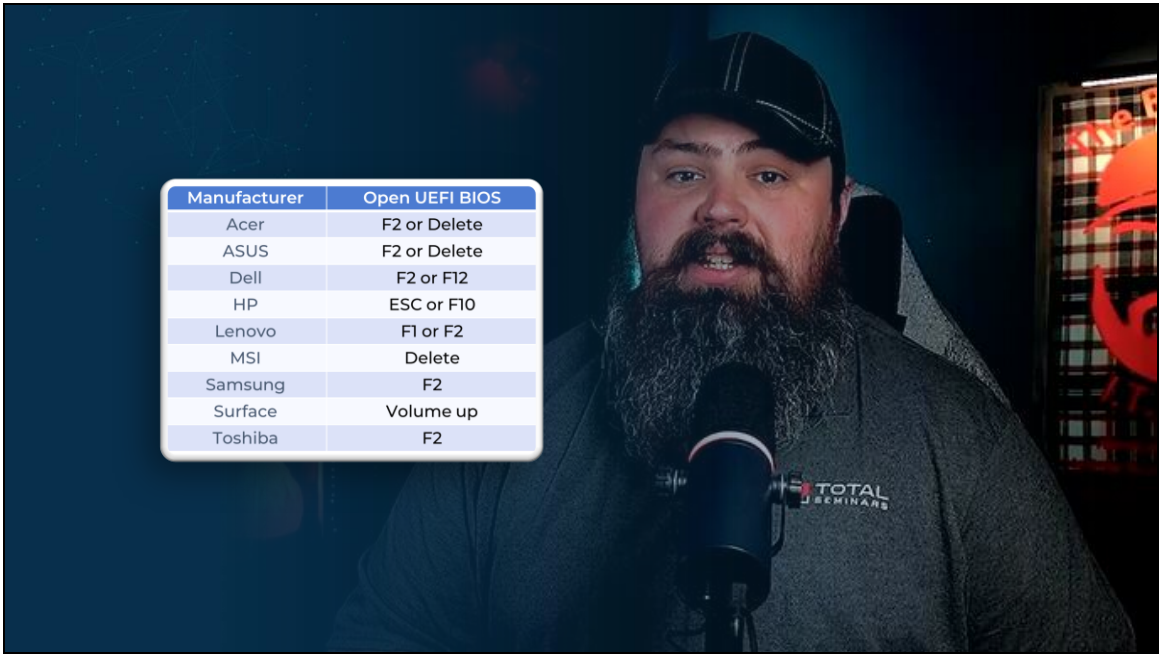 Manufacturer Open UEFI BIOS
Acer F2 or Delete
ASUS F2 or Delete
Dell F2 or F12
HP ESC or F10
Lenovo F1 or F2
MSI Delete
Samsung F2
Surface Volume up
Toshiba F2
The
TOTAL
SEMINARS